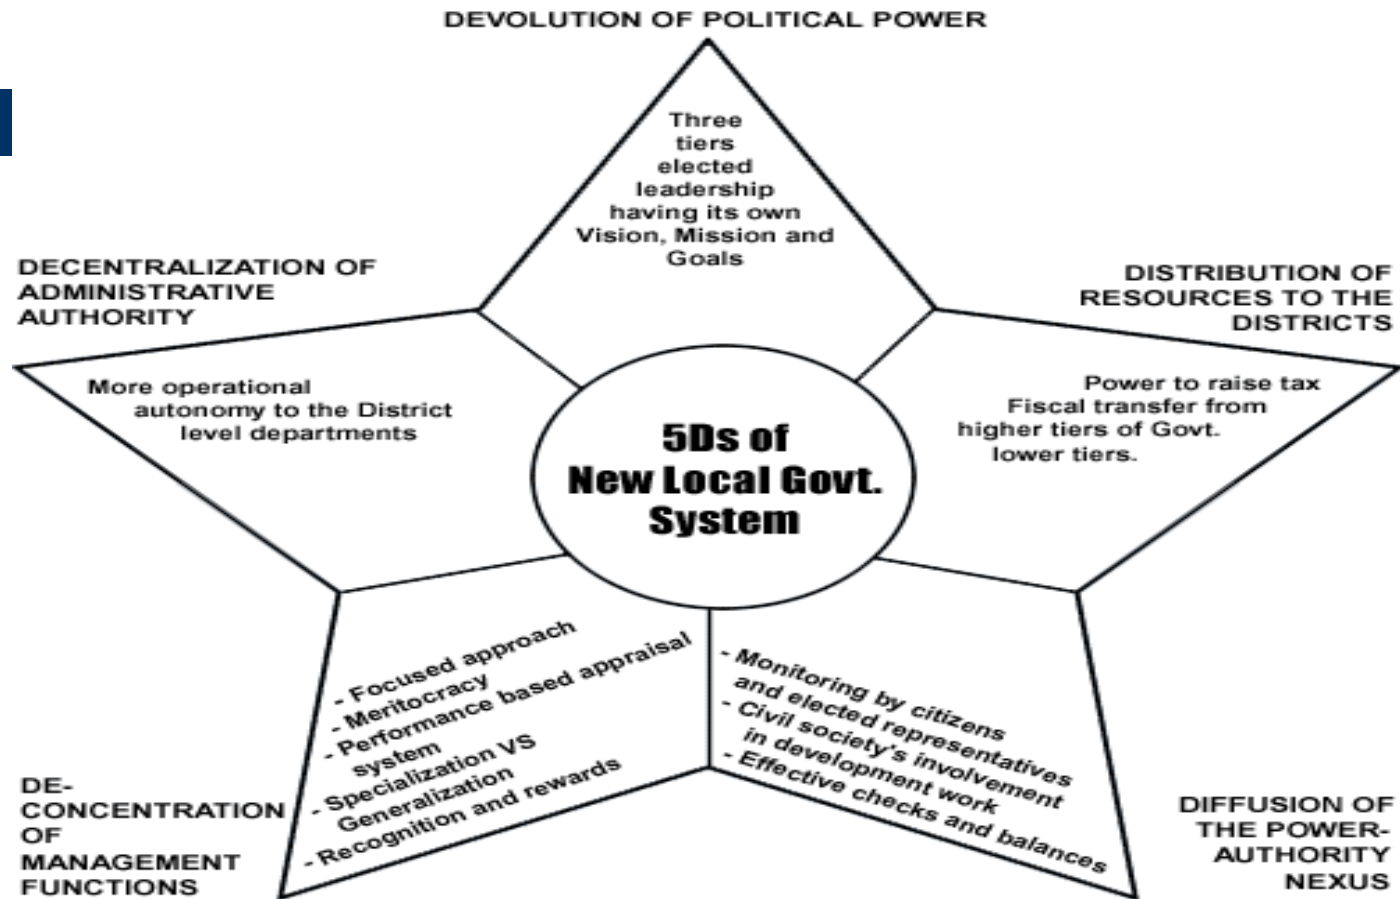 DEVOLUTION OF POLITICAL POWER
Three
tiers
elected
leadership
having its own
Vision, Mission and
Goals
DECENTRALIZATION OF
ADMINISTRATIVE
AUTHORITY
More operational
autonomy to the District
level departments
DISTRIBUTION OF
RESOURCES TO THE
DISTRICTS
Power to raise tax
Fiscal transfer from
higher tiers of Govt.
lower tiers.
5Ds of
New Local Govt.
System
- Focused approach
- Meritocracy
- Performance based appraisal
system
- Specialization VS
Generalization
- Recognition and rewards
DE-
CONCENTRATION
OF
MANAGEMENT
FUNCTIONS
- Monitoring by citizens
and elected representatives
- Civil society's involvement
in development work
- Effective checks and balances
DIFFUSION OF
THE POWER-
AUTHORITY
NEXUS